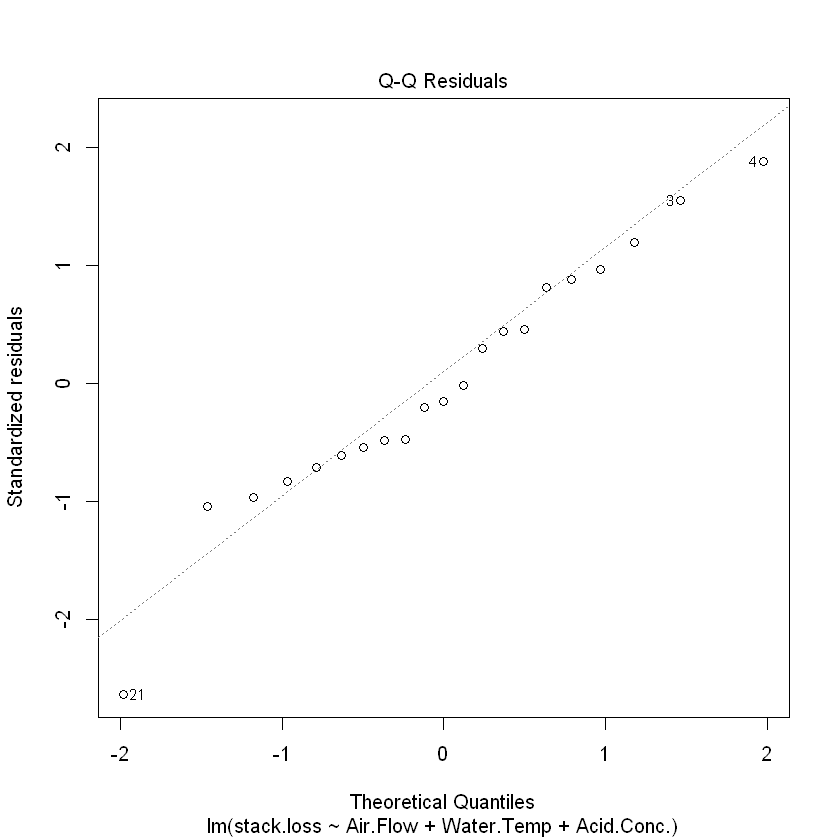 Q-Q Residuals
2
1
0
-1
-2
Standardized residuals
4
3
21
-2 -1 0 1 2
Theoretical Quantiles
lm(stack.loss ~ Air.Flow + Water.Temp + Acid.Conc.)